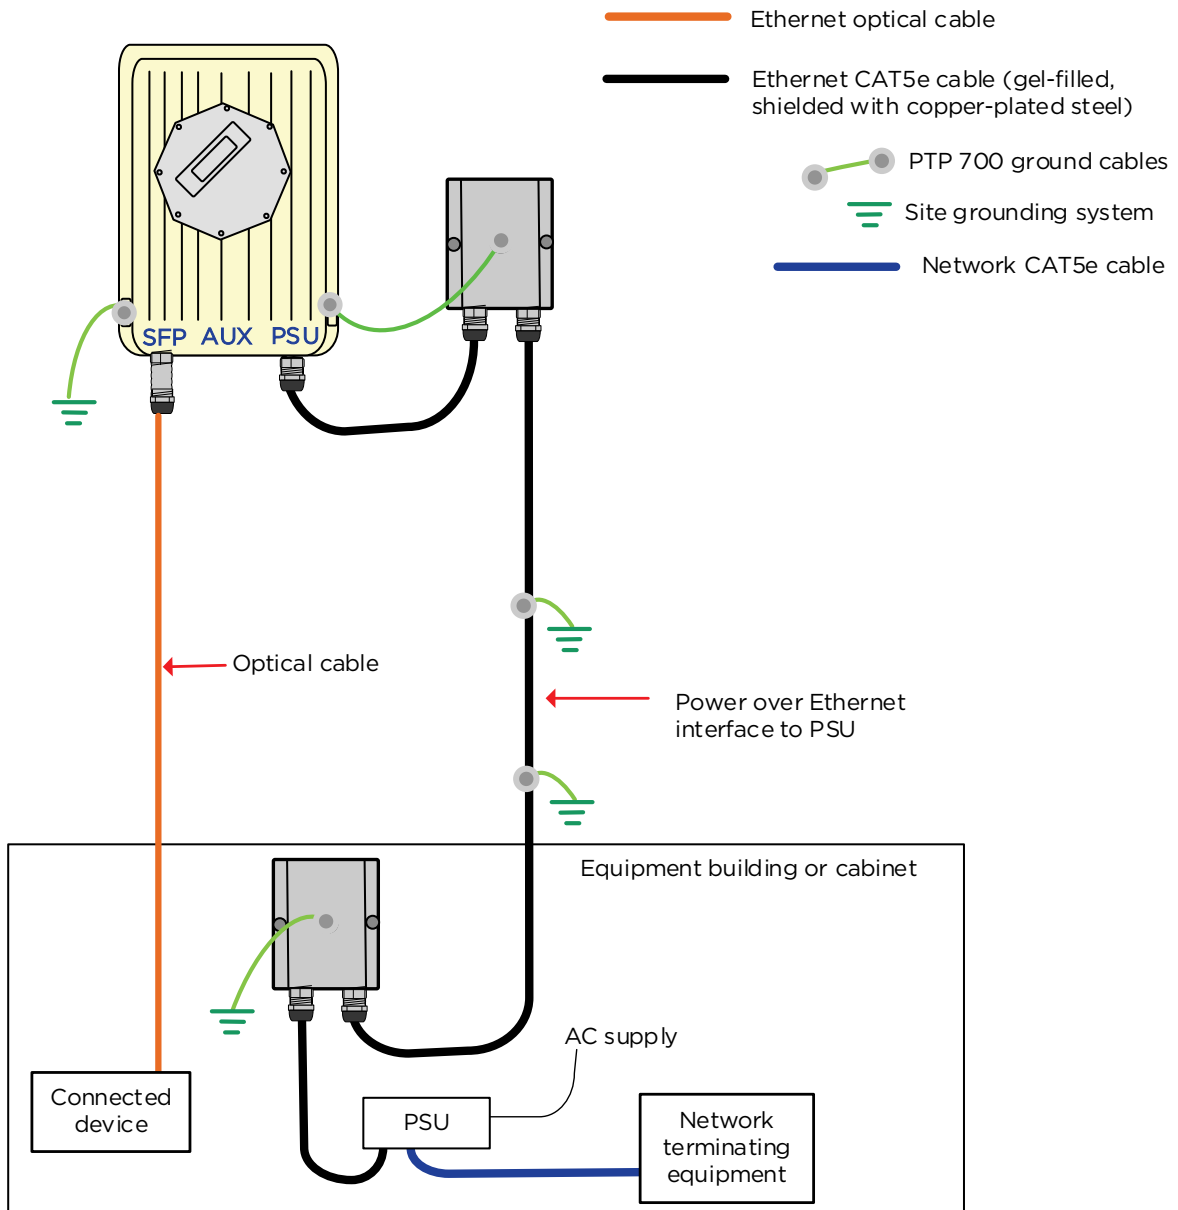 Ethernet optical cable
Ethernet CAT5e cable (gel-filled,
shielded with copper-plated steel)
PTP 700 ground cables
Site grounding system
Network CAT5e cable
SFP AUX PSU
Optical cable
Power over Ethernet
interface to PSU
Equipment building or cabinet
AC supply
Connected
device
PSU
Network
terminating
equipment